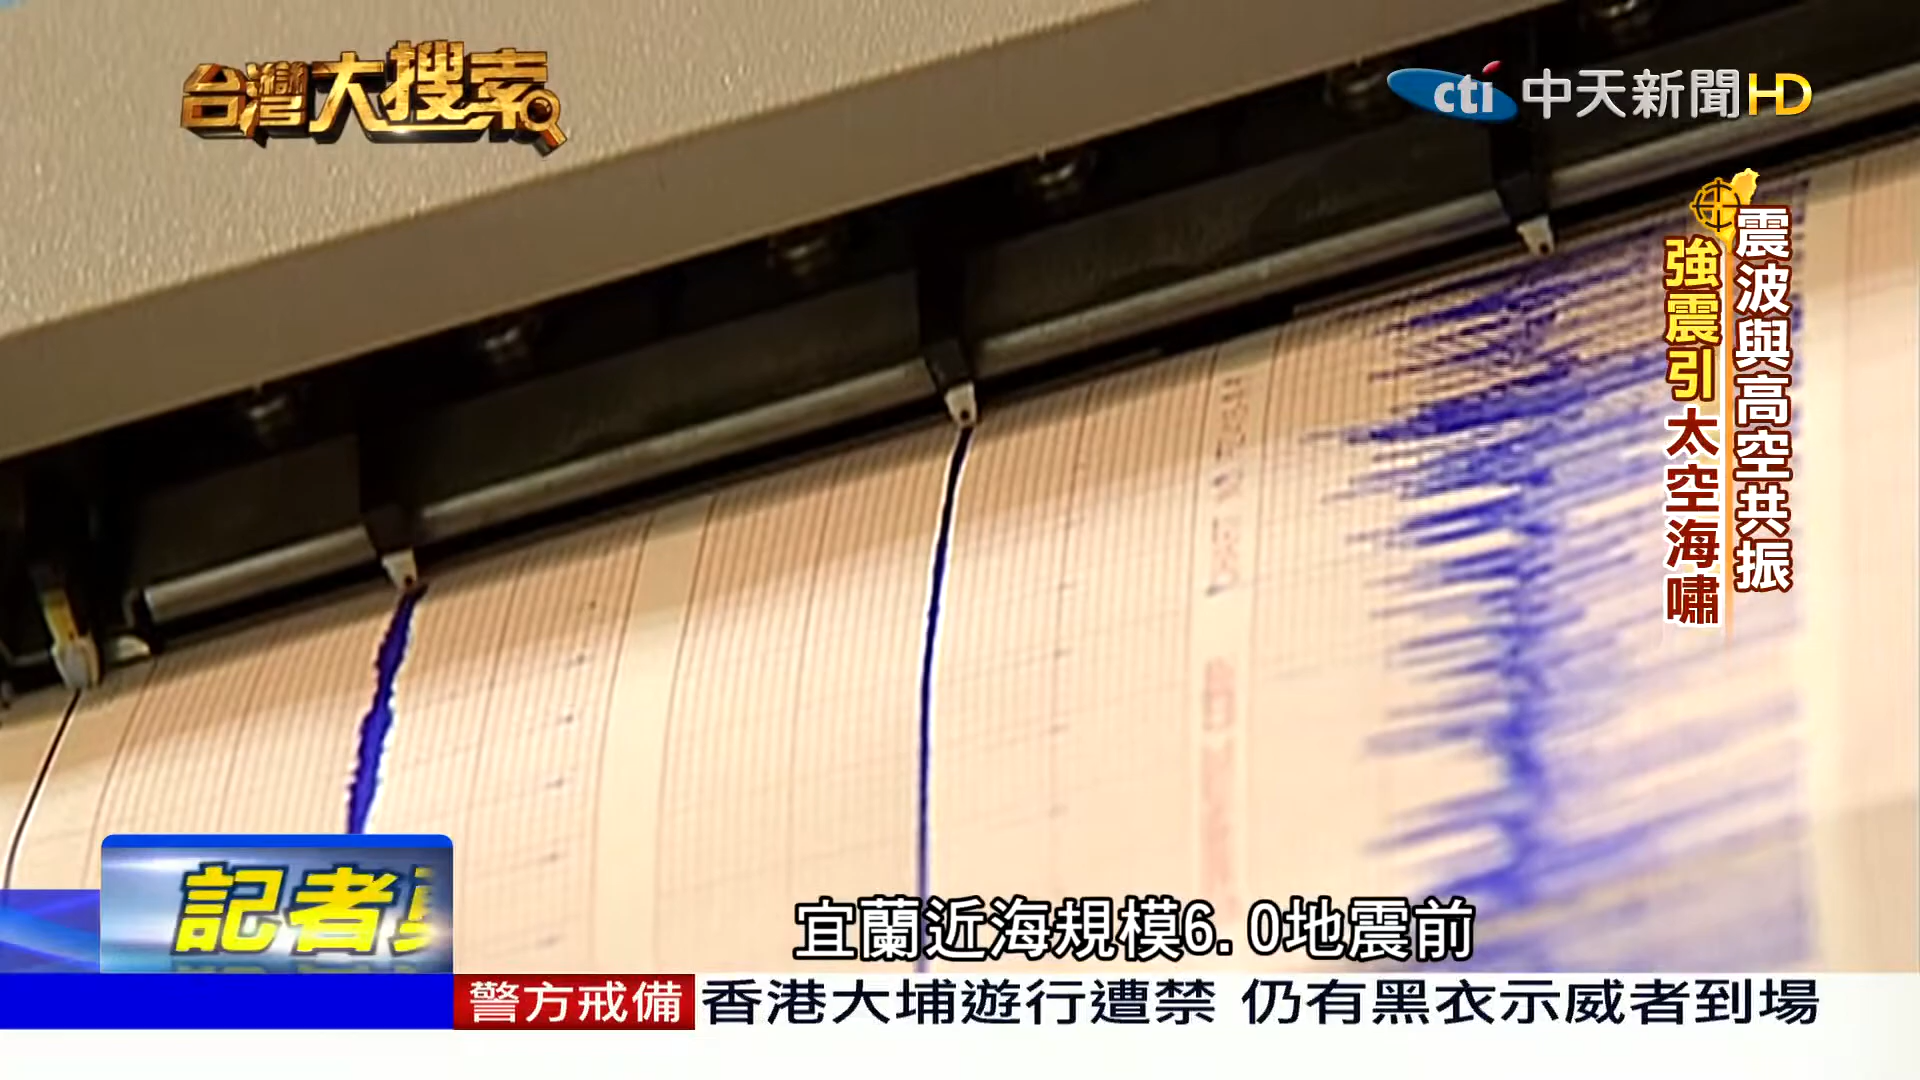 台灣大搜索
cti 中天新聞HD
震波與高空共振
強震引太空海嘯
記者
宜蘭近海規模6.0地震前
警方戒備 香港大埔遊行遭禁 仍有黑衣示威者到場